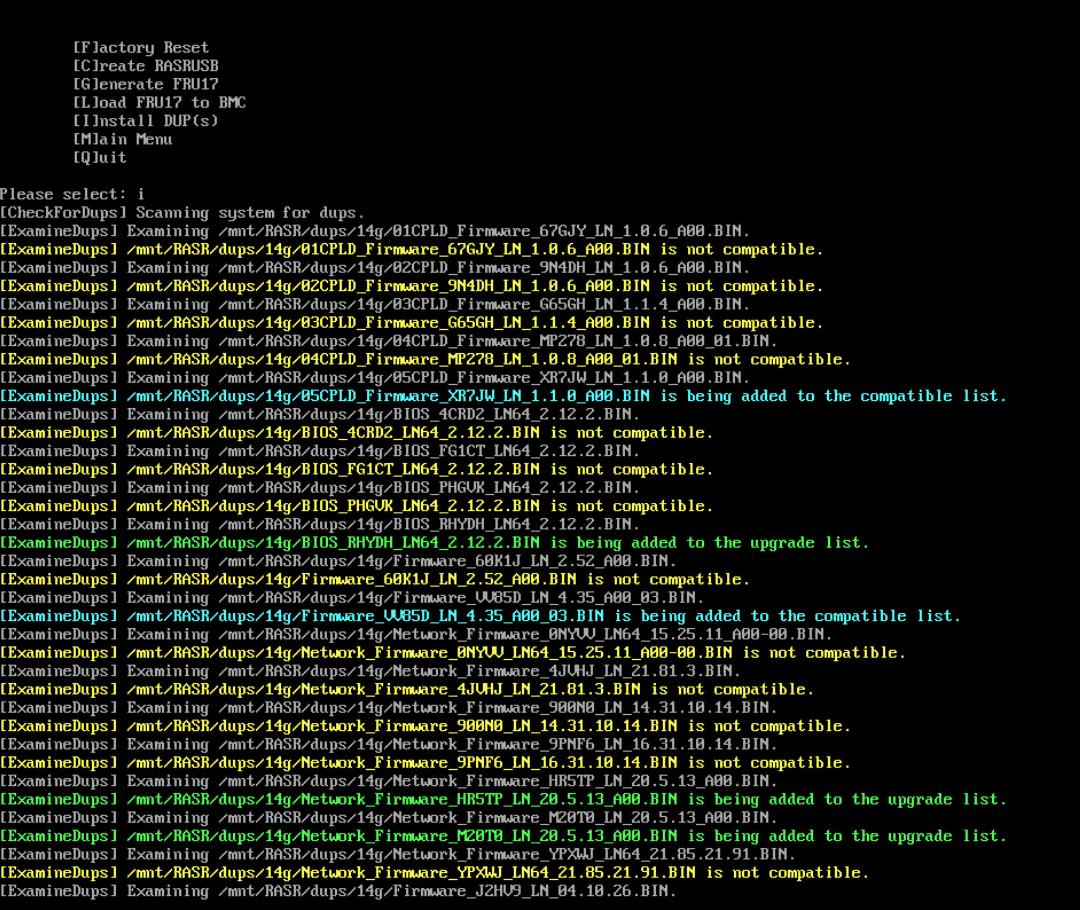 [F]actory Reset
[C]reate RASRUSB
[G]enerate FRU17
[L]oad FRU17 to BMC
[I]nstall DUP(s)
[M]ain Menu
[Q]uit
Please select: i
[CheckForDups] Scanning system for dups.
[ExamineDups] Examining /mnt/RASR/dups/14g/01CPLD_Firmware_67GJY_LN_1.0.6_A00.BIN.
[ExamineDups] /mnt/RASR/dups/14g/01CPLD_Firmware_67GJY_LN_1.0.6_A00.BIN is not compatible.
[ExamineDups] Examining /mnt/RASR/dups/14g/02CPLD_Firmware_9N4DH_LN_1.0.6_A00.BIN.
[ExamineDups] /mnt/RASR/dups/14g/02CPLD_Firmware_9N4DH_LN_1.0.6_A00.BIN is not compatible.
[ExamineDups] Examining /mnt/RASR/dups/14g/03CPLD_Firmware_G65GH_LN_1.1.4_A00.BIN.
[ExamineDups] /mnt/RASR/dups/14g/03CPLD_Firmware_G65GH_LN_1.1.4_A00.BIN is not compatible.
[ExamineDups] Examining /mnt/RASR/dups/14g/04CPLD_Firmware_MP278_LN_1.0.8_A00_01.BIN.
[ExamineDups] /mnt/RASR/dups/14g/04CPLD_Firmware_MP278_LN_1.0.8_A00_01.BIN is not compatible.
[ExamineDups] Examining /mnt/RASR/dups/14g/05CPLD_Firmware_XR7JW_LN_1.1.0_A00.BIN.
[ExamineDups] /mnt/RASR/dups/14g/05CPLD_Firmware_XR7JW_LN_1.1.0_A00.BIN is being added to the compatible list.
[ExamineDups] Examining /mnt/RASR/dups/14g/BIOS_4CRD2_LN64_2.12.2.BIN.
[ExamineDups] /mnt/RASR/dups/14g/BIOS_4CRD2_LN64_2.12.2.BIN is not compatible.
[ExamineDups] Examining /mnt/RASR/dups/14g/BIOS_FG1CT_LN64_2.12.2.BIN.
[ExamineDups] /mnt/RASR/dups/14g/BIOS_FG1CT_LN64_2.12.2.BIN is not compatible.
[ExamineDups] Examining /mnt/RASR/dups/14g/BIOS_PHGVK_LN64_2.12.2.BIN.
[ExamineDups] /mnt/RASR/dups/14g/BIOS_PHGVK_LN64_2.12.2.BIN is not compatible.
[ExamineDups] Examining /mnt/RASR/dups/14g/BIOS_RHYDH_LN64_2.12.2.BIN.
[ExamineDups] /mnt/RASR/dups/14g/BIOS_RHYDH_LN64_2.12.2.BIN is being added to the upgrade list.
[ExamineDups] Examining /mnt/RASR/dups/14g/Firmware_60K1J_LN_2.52_A00.BIN.
[ExamineDups] /mnt/RASR/dups/14g/Firmware_60K1J_LN_2.52_A00.BIN is not compatible.
[ExamineDups] Examining /mnt/RASR/dups/14g/Firmware_VV85D_LN_4.35_A00_03.BIN.
[ExamineDups] /mnt/RASR/dups/14g/Firmware_VV85D_LN_4.35_A00_03.BIN is being added to the compatible list.
[ExamineDups] Examining /mnt/RASR/dups/14g/Network_Firmware_0NYVV_LN64_15.25.11_A00-00.BIN.
[ExamineDups] /mnt/RASR/dups/14g/Network_Firmware_0NYVV_LN64_15.25.11_A00-00.BIN is not compatible.
[ExamineDups] Examining /mnt/RASR/dups/14g/Network_Firmware_4JVHJ_LN_21.81.3.BIN.
[ExamineDups] /mnt/RASR/dups/14g/Network_Firmware_4JVHJ_LN_21.81.3.BIN is not compatible.
[ExamineDups] Examining /mnt/RASR/dups/14g/Network_Firmware_900N0_LN_14.31.10.14.BIN.
[ExamineDups] /mnt/RASR/dups/14g/Network_Firmware_900N0_LN_14.31.10.14.BIN is not compatible.
[ExamineDups] Examining /mnt/RASR/dups/14g/Network_Firmware_9PNF6_LN_16.31.10.14.BIN.
[ExamineDups] /mnt/RASR/dups/14g/Network_Firmware_9PNF6_LN_16.31.10.14.BIN is not compatible.
[ExamineDups] Examining /mnt/RASR/dups/14g/Network_Firmware_HR5TP_LN_20.5.13_A00.BIN.
[ExamineDups] /mnt/RASR/dups/14g/Network_Firmware_HR5TP_LN_20.5.13_A00.BIN is being added to the upgrade list.
[ExamineDups] Examining /mnt/RASR/dups/14g/Network_Firmware_M20T0_LN_20.5.13_A00.BIN.
[ExamineDups] /mnt/RASR/dups/14g/Network_Firmware_M20T0_LN_20.5.13_A00.BIN is being added to the upgrade list.
[ExamineDups] Examining /mnt/RASR/dups/14g/Network_Firmware_YPXWJ_LN64_21.85.21.91.BIN.
[ExamineDups] /mnt/RASR/dups/14g/Network_Firmware_YPXWJ_LN64_21.85.21.91.BIN is not compatible.
[ExamineDups] Examining /mnt/RASR/dups/14g/Firmware_J2HV9_LN_04.10.26.BIN.